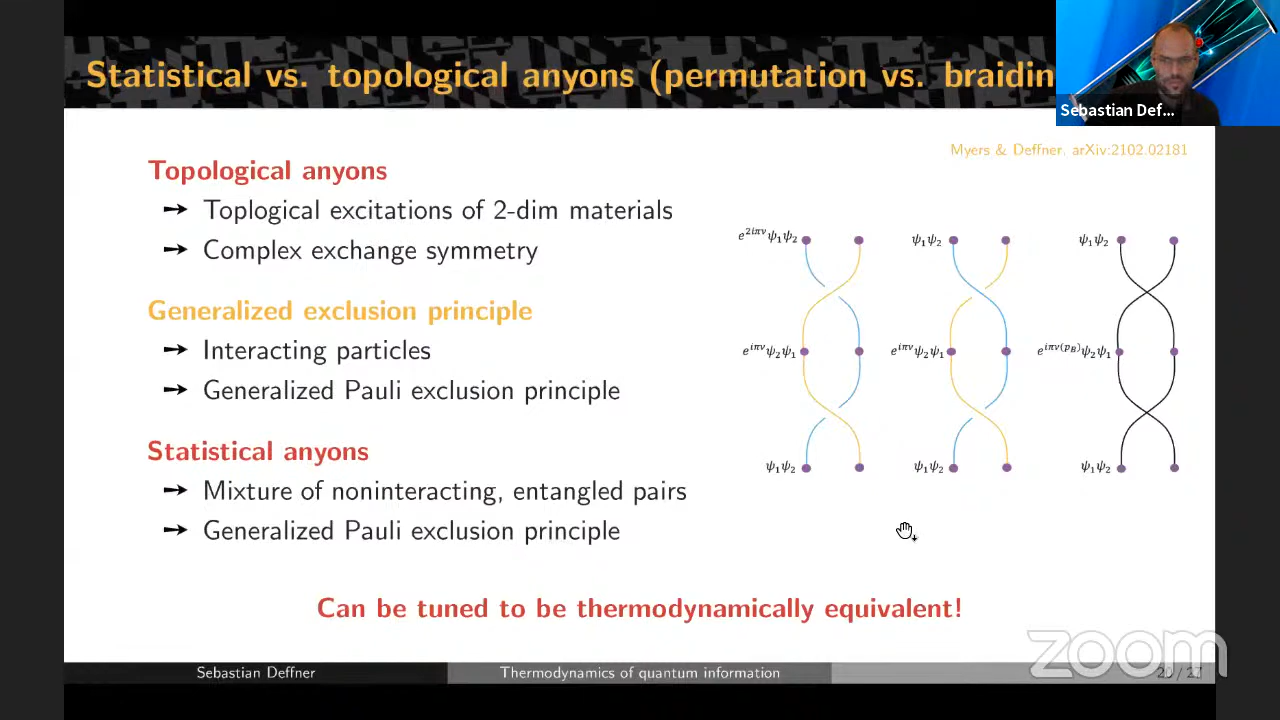 Statistical vs. topological anyons (permutation vs. braidin
Sebastian Def...
Myers & Deffner, arXiv:2102.02181
Topological anyons
→ Toplogical excitations of 2-dim materials
→ Complex exchange symmetry
Generalized exclusion principle
→ Interacting particles
→ Generalized Pauli exclusion principle
Statistical anyons
→ Mixture of noninteracting, entangled pairs
→ Generalized Pauli exclusion principle
e^{2iπν}ψ₁ψ₂ ψ₁ψ₂ ψ₁ψ₂
e^{iπν}ψ₂ψ₁ e^{iπν}ψ₂ψ₁ e^{iπν(p_B)}ψ₂ψ₁
ψ₁ψ₂ ψ₁ψ₂ ψ₁ψ₂
Can be tuned to be thermodynamically equivalent!
zoom
Sebastian Deffner Thermodynamics of quantum information 20 / 27